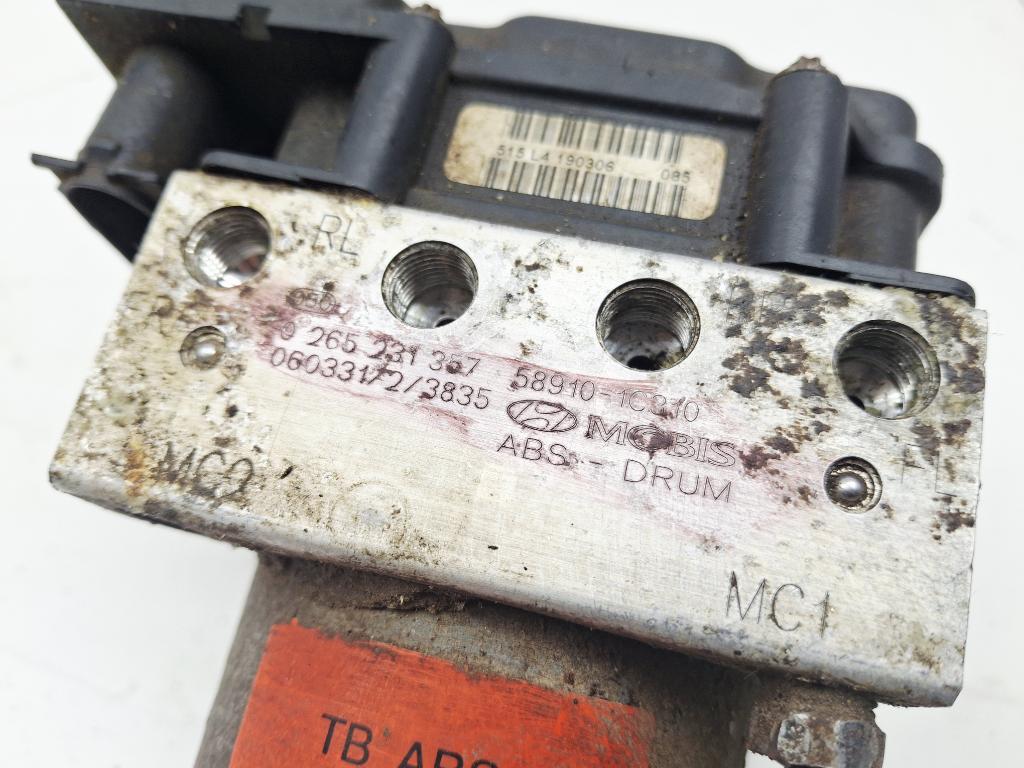 515 L4 190306 085
RL
0 265 231 357 58910-1C310
060331/2/3835 MOBIS
ABS - DRUM
MC2
FL
MC1
TB ABS